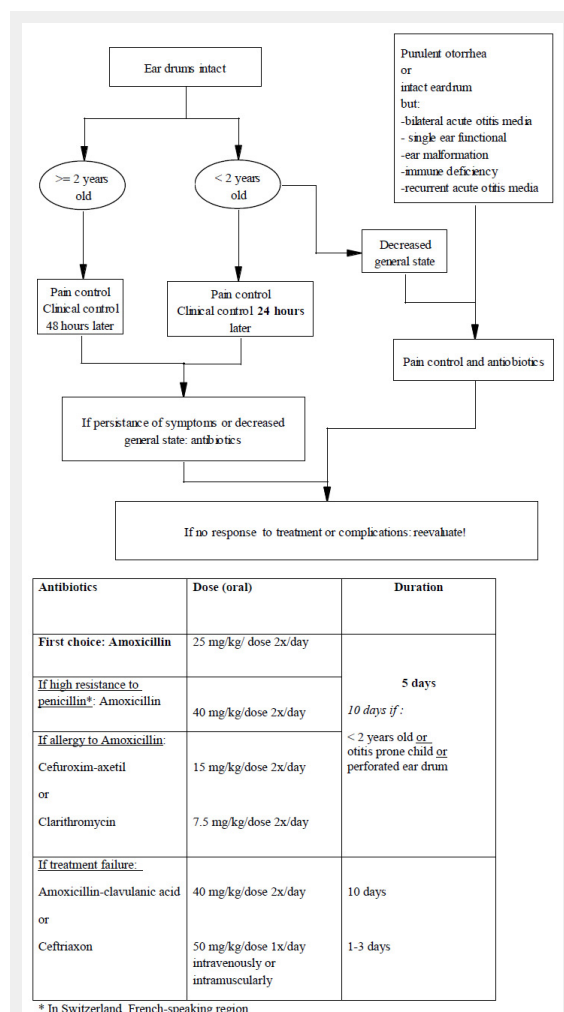 Ear drums intact
Purulent otorrhea
or
intact eardrum
but:
-bilateral acute otitis media
- single ear functional
-ear malformation
-immune deficiency
-recurrent acute otitis media
>= 2 years
old
< 2 years
old
Decreased
general state
Pain control
Clinical control
48 hours later
Pain control
Clinical control 24 hours
later
Pain control and antiobiotics
If persistance of symptoms or decreased
general state: antibiotics
If no response to treatment or complications: reevaluate!
Antibiotics
Dose (oral)
Duration
First choice: Amoxicillin
25 mg/kg/ dose 2x/day
If high resistance to
penicillin*: Amoxicillin
40 mg/kg/dose 2x/day
5 days
10 days if :
< 2 years old or
otitis prone child or
perforated ear drum
If allergy to Amoxicillin:
Cefuroxim-axetil
15 mg/kg/dose 2x/day
or
Clarithromycin
7.5 mg/kg/dose 2x/day
If treatment failure:
Amoxicillin-clavulanic acid
40 mg/kg/dose 2x/day
10 days
or
Ceftriaxon
50 mg/kg/dose 1x/day
intravenously or
intramuscularly
1-3 days
* In Switzerland, French-speaking region